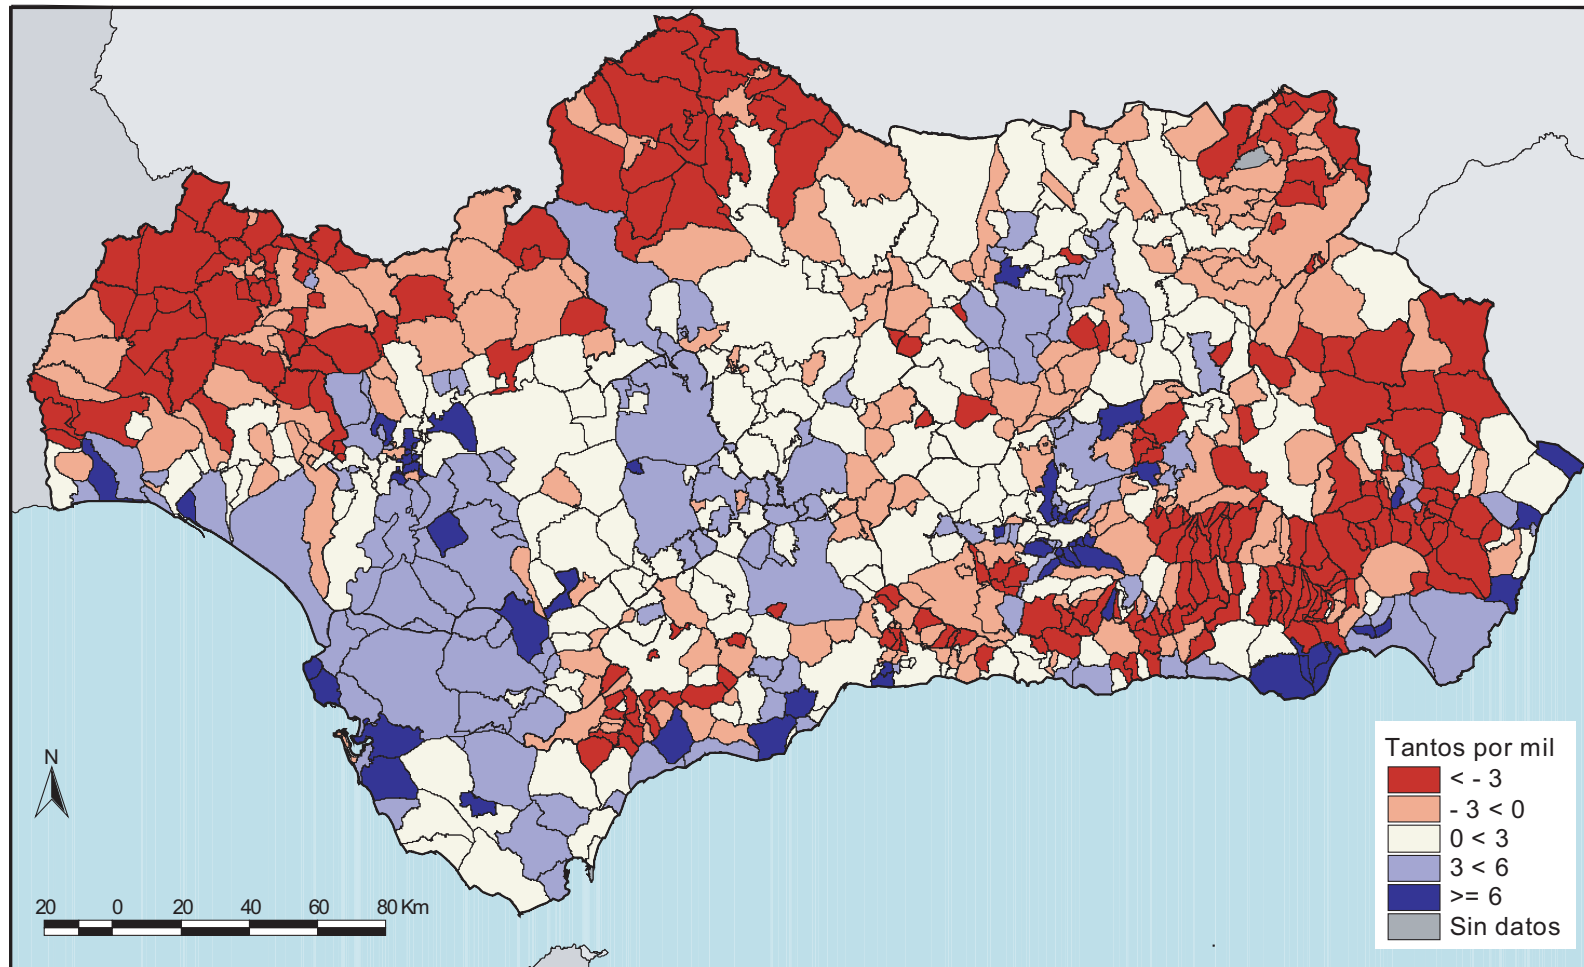 N
20 0 20 40 60 80 Km
Tantos por mil
< - 3
- 3 < 0
0 < 3
3 < 6
>= 6
Sin datos